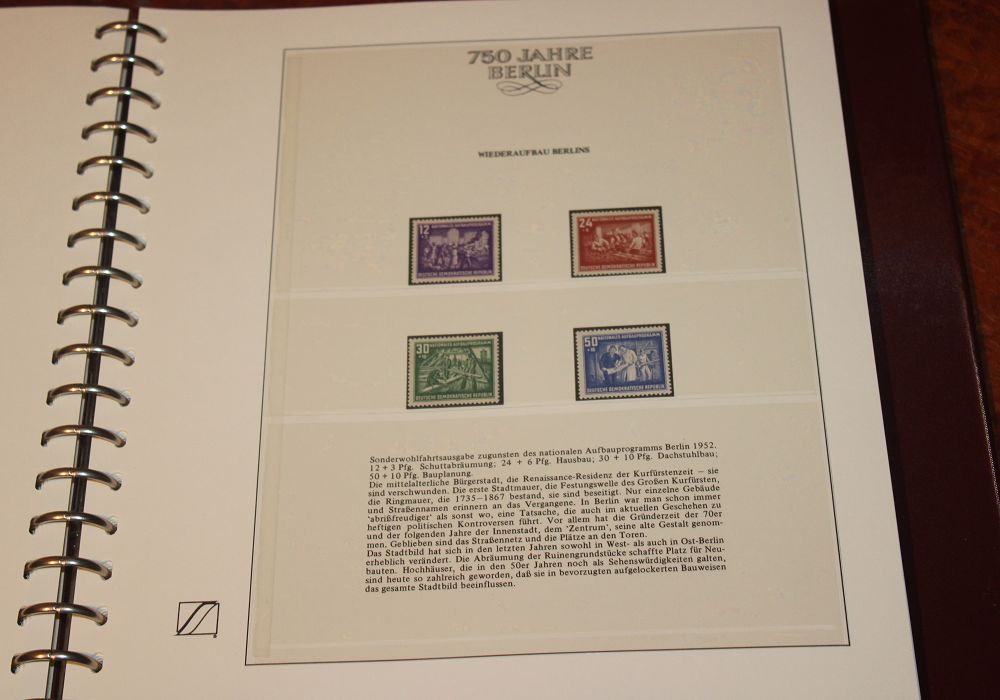 750 JAHRE
BERLIN
WIEDERAUFBAU BERLINS
12
NATIONALES AUFBAUPROGRAMM
DEUTSCHE DEMOKRATISCHE REPUBLIK
24
NATIONALES AUFBAUPROGRAMM
DEUTSCHE DEMOKRATISCHE REPUBLIK
30
NATIONALES AUFBAUPROGRAMM
DEUTSCHE DEMOKRATISCHE REPUBLIK
50
NATIONALES AUFBAUPROGRAMM
DEUTSCHE DEMOKRATISCHE REPUBLIK
Sonderwohlfahrtsausgabe zugunsten des nationalen Aufbauprogramms Berlin 1952.
12 + 3 Pfg. Schuttabräumung; 24 + 6 Pfg. Hausbau; 30 + 10 Pfg. Dachstuhlbau;
50 + 10 Pfg. Bauplanung.
Die mittelalterliche Bürgerstadt, die Renaissance-Residenz der Kurfürstenzeit – sie
sind verschwunden. Die erste Stadtmauer, die Festungswelle des Großen Kurfürsten,
die Ringmauer, die 1735–1867 bestand, sie sind beseitigt. Nur einzelne Gebäude
und Straßennamen erinnern an das Vergangene. In Berlin war man schon immer
'abrißfreudiger' als sonst wo, eine Tatsache, die auch im aktuellen Geschehen zu
heftigen politischen Kontroversen führt. Vor allem hat die Gründerzeit der 70er
und der folgenden Jahre der Innenstadt, dem 'Zentrum', seine alte Gestalt genom-
men. Geblieben sind das Straßennetz und die Plätze an den Toren.
Das Stadtbild hat sich in den letzten Jahren sowohl in West- als auch in Ost-Berlin
erheblich verändert. Die Abräumung der Ruinengrundstücke schaffte Platz für Neu-
bauten. Hochhäuser, die in den 50er Jahren noch als Sehenswürdigkeiten galten,
sind heute so zahlreich geworden, daß sie in bevorzugten aufgelockerten Bauweisen
das gesamte Stadtbild beeinflussen.